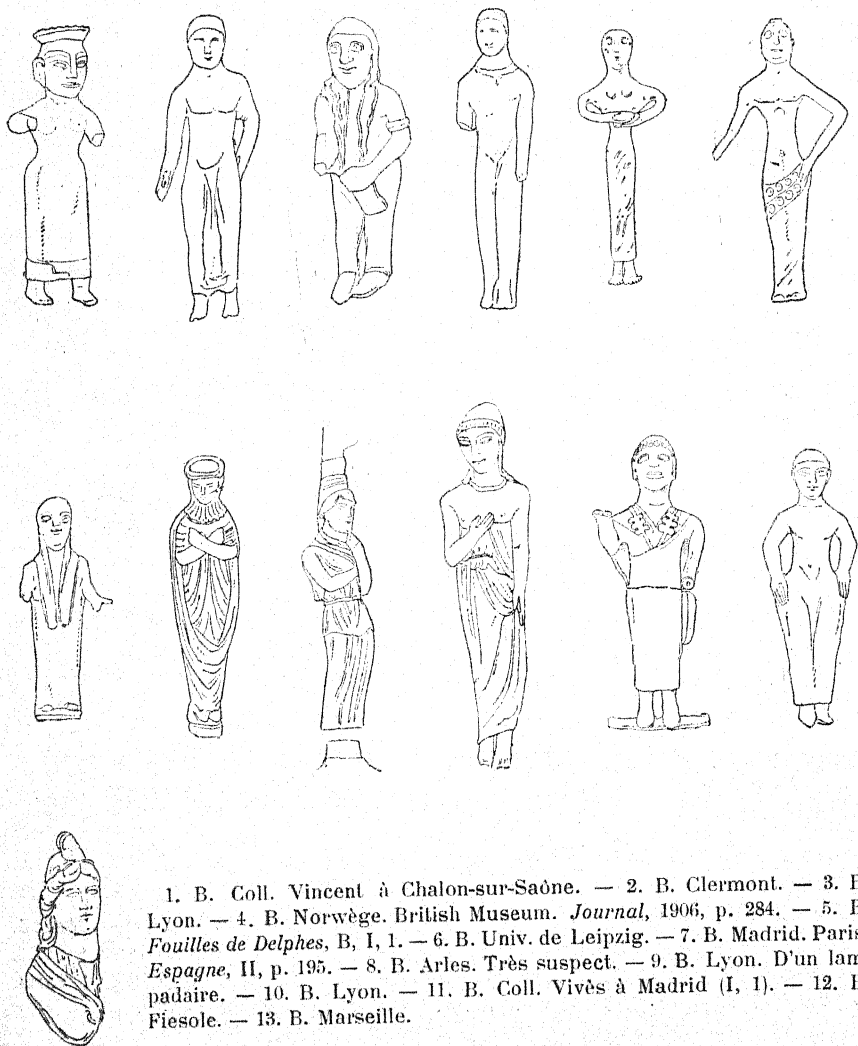 1. B. Coll. Vincent à Chalon-sur-Saône. — 2. B. Clermont. — 3.
Lyon. — 4. B. Norwège. British Museum. Journal, 1906, p. 284. — 5.
Fouilles de Delphes, B, I, 1. — 6. B. Univ. de Leipzig. — 7. B. Madrid. Paris
Espagne, II, p. 195. — 8. B. Arles. Très suspect. — 9. B. Lyon. D'un lam
padaire. — 10. B. Lyon. — 11. B. Coll. Vivès à Madrid (I, 1). — 12.
Fiesole. — 13. B. Marseille.